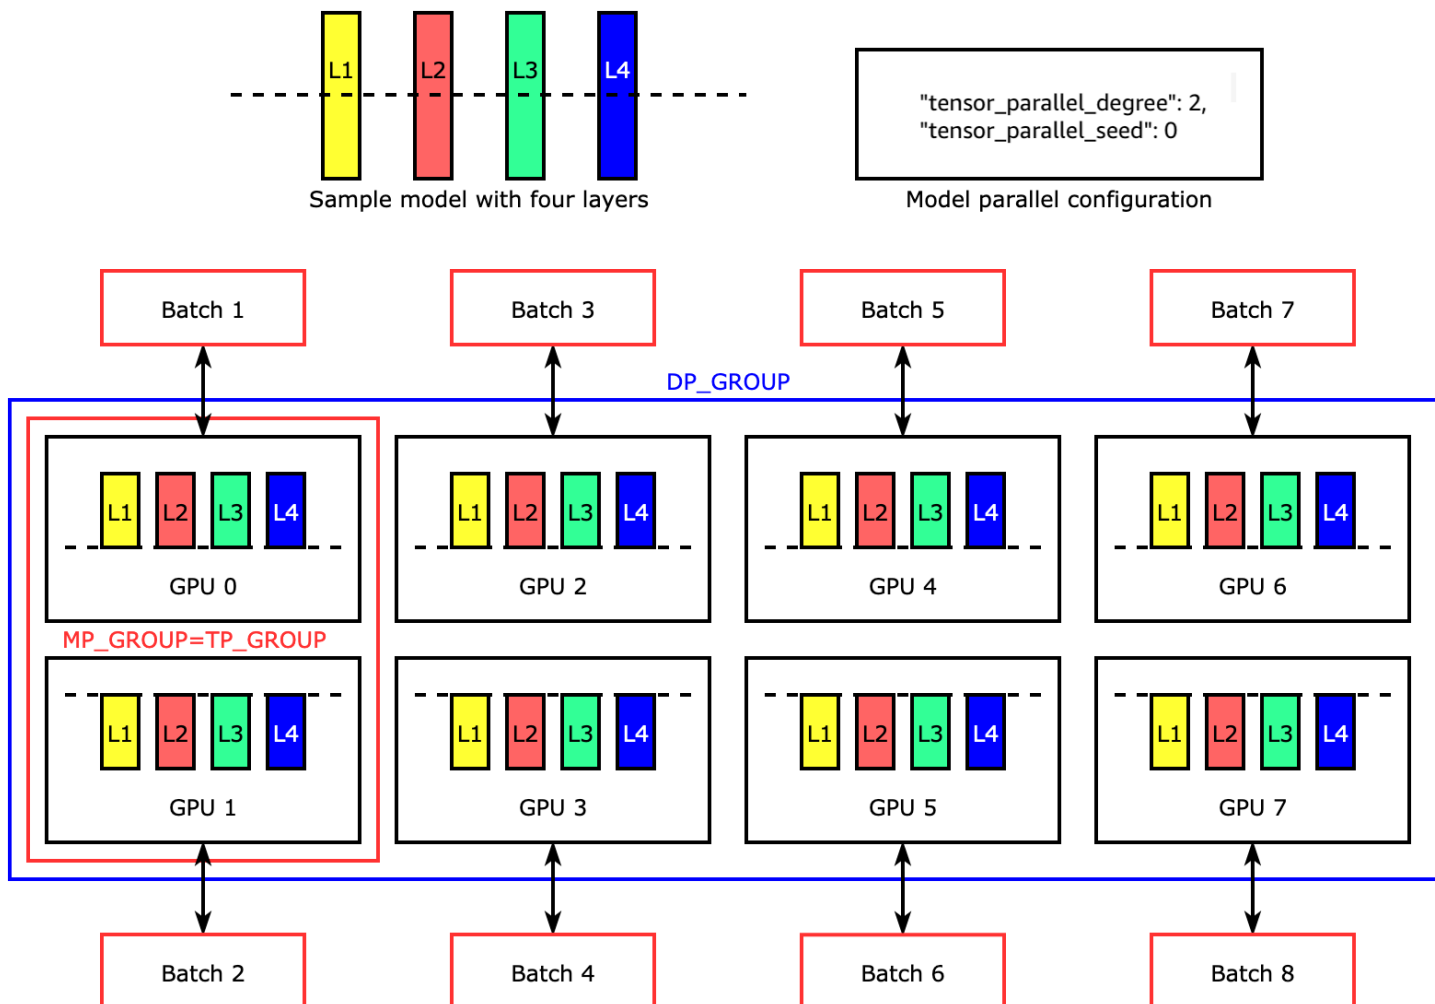 L1 L2 L3 L4
Sample model with four layers
"tensor_parallel_degree": 2,
"tensor_parallel_seed": 0
Model parallel configuration
Batch 1 Batch 3 Batch 5 Batch 7
DP_GROUP
L1 L2 L3 L4 L1 L2 L3 L4 L1 L2 L3 L4 L1 L2 L3 L4
GPU 0 GPU 2 GPU 4 GPU 6
MP_GROUP=TP_GROUP
L1 L2 L3 L4 L1 L2 L3 L4 L1 L2 L3 L4 L1 L2 L3 L4
GPU 1 GPU 3 GPU 5 GPU 7
Batch 2 Batch 4 Batch 6 Batch 8